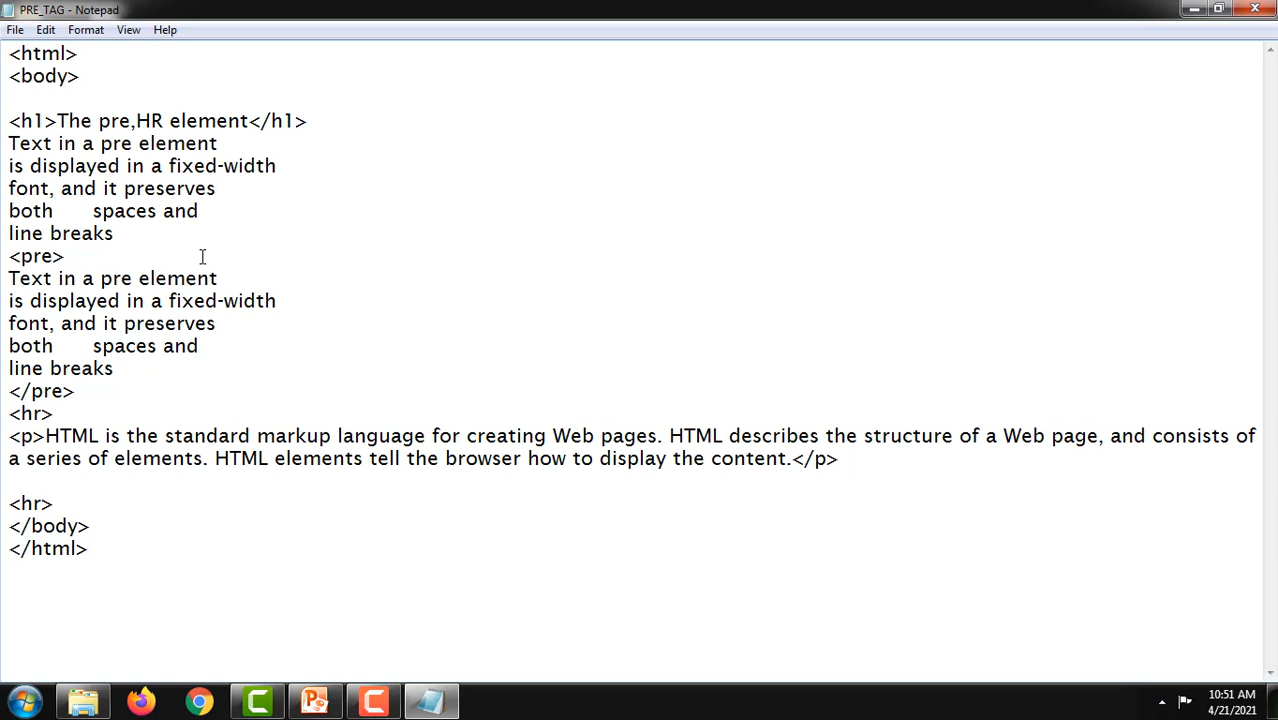 PRE_TAG - Notepad
File Edit Format View Help
<html>
<body>
<h1>The pre,HR element</h1>
Text in a pre element
is displayed in a fixed-width
font, and it preserves
both      spaces and
line breaks
<pre>
Text in a pre element
is displayed in a fixed-width
font, and it preserves
both      spaces and
line breaks
</pre>
<hr>
<p>HTML is the standard markup language for creating Web pages. HTML describes the structure of a Web page, and consists of
a series of elements. HTML elements tell the browser how to display the content.</p>
<hr>
</body>
</html>
10:51 AM
4/21/2021